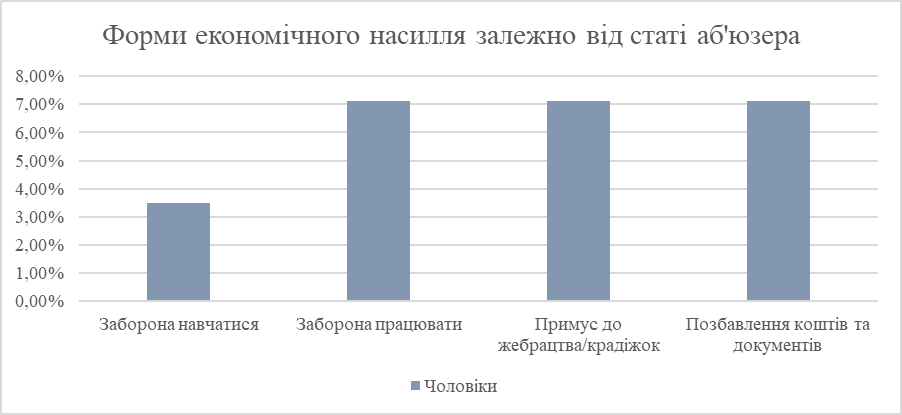 Форми економічного насилля залежно від статі аб'юзера
8,00%
7,00%
6,00%
5,00%
4,00%
3,00%
2,00%
1,00%
0,00%
Заборона навчатися
Заборона працювати
Примус до
жебрацтва/крадіжок
Позбавлення коштів та
документів
Чоловіки